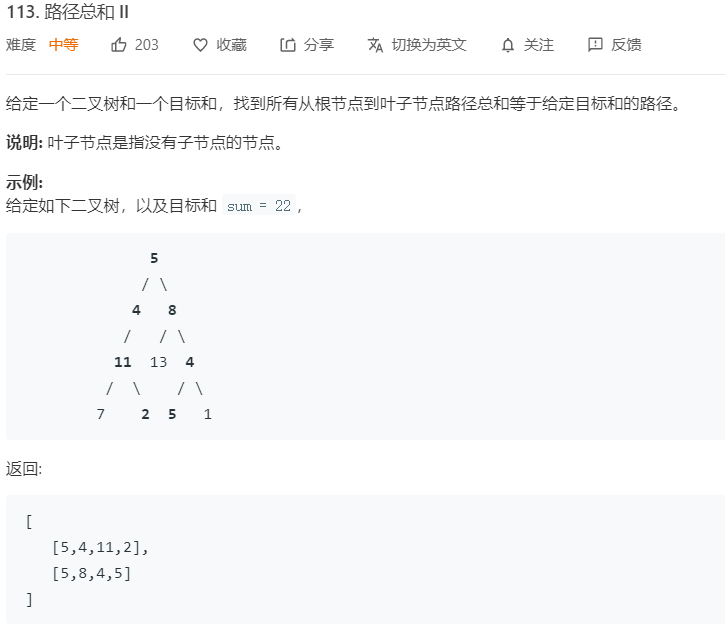 113. 路径总和 II
难度 中等 203 收藏 分享 切换为英文 关注 反馈
给定一个二叉树和一个目标和，找到所有从根节点到叶子节点路径总和等于给定目标和的路径。
说明: 叶子节点是指没有子节点的节点。
示例:
给定如下二叉树，以及目标和 sum = 22，
5
/ \
4 8
/ / \
11 13 4
/ \ / \
7 2 5 1
返回:
[
[5,4,11,2],
[5,8,4,5]
]